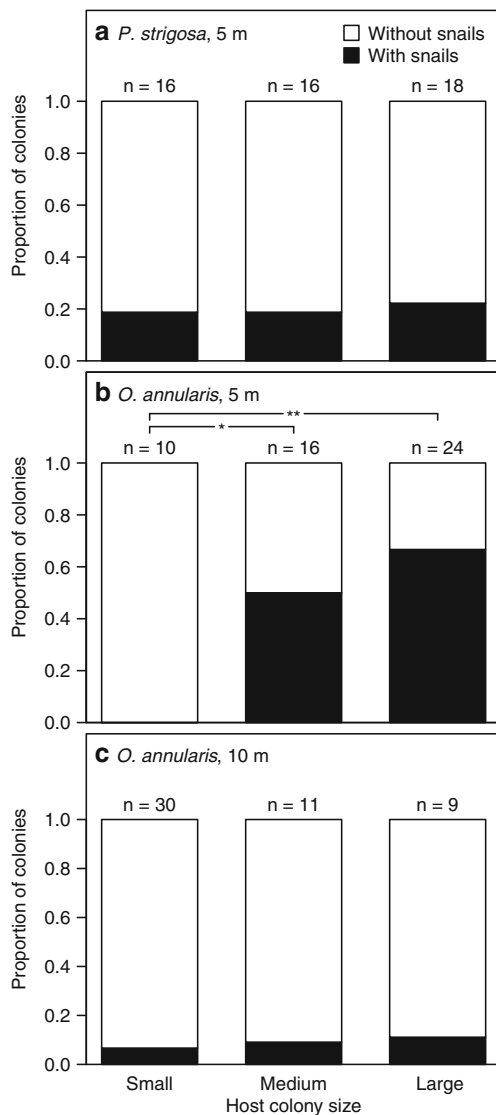 a P. strigosa, 5 m
Without snails
With snails
n = 16 n = 16 n = 18
1.0
0.8
0.6
0.4
0.2
0.0
Proportion of colonies
b O. annularis, 5 m
**
*
n = 10 n = 16 n = 24
1.0
0.8
0.6
0.4
0.2
0.0
Proportion of colonies
c O. annularis, 10 m
n = 30 n = 11 n = 9
1.0
0.8
0.6
0.4
0.2
0.0
Proportion of colonies
Small Medium Large
Host colony size